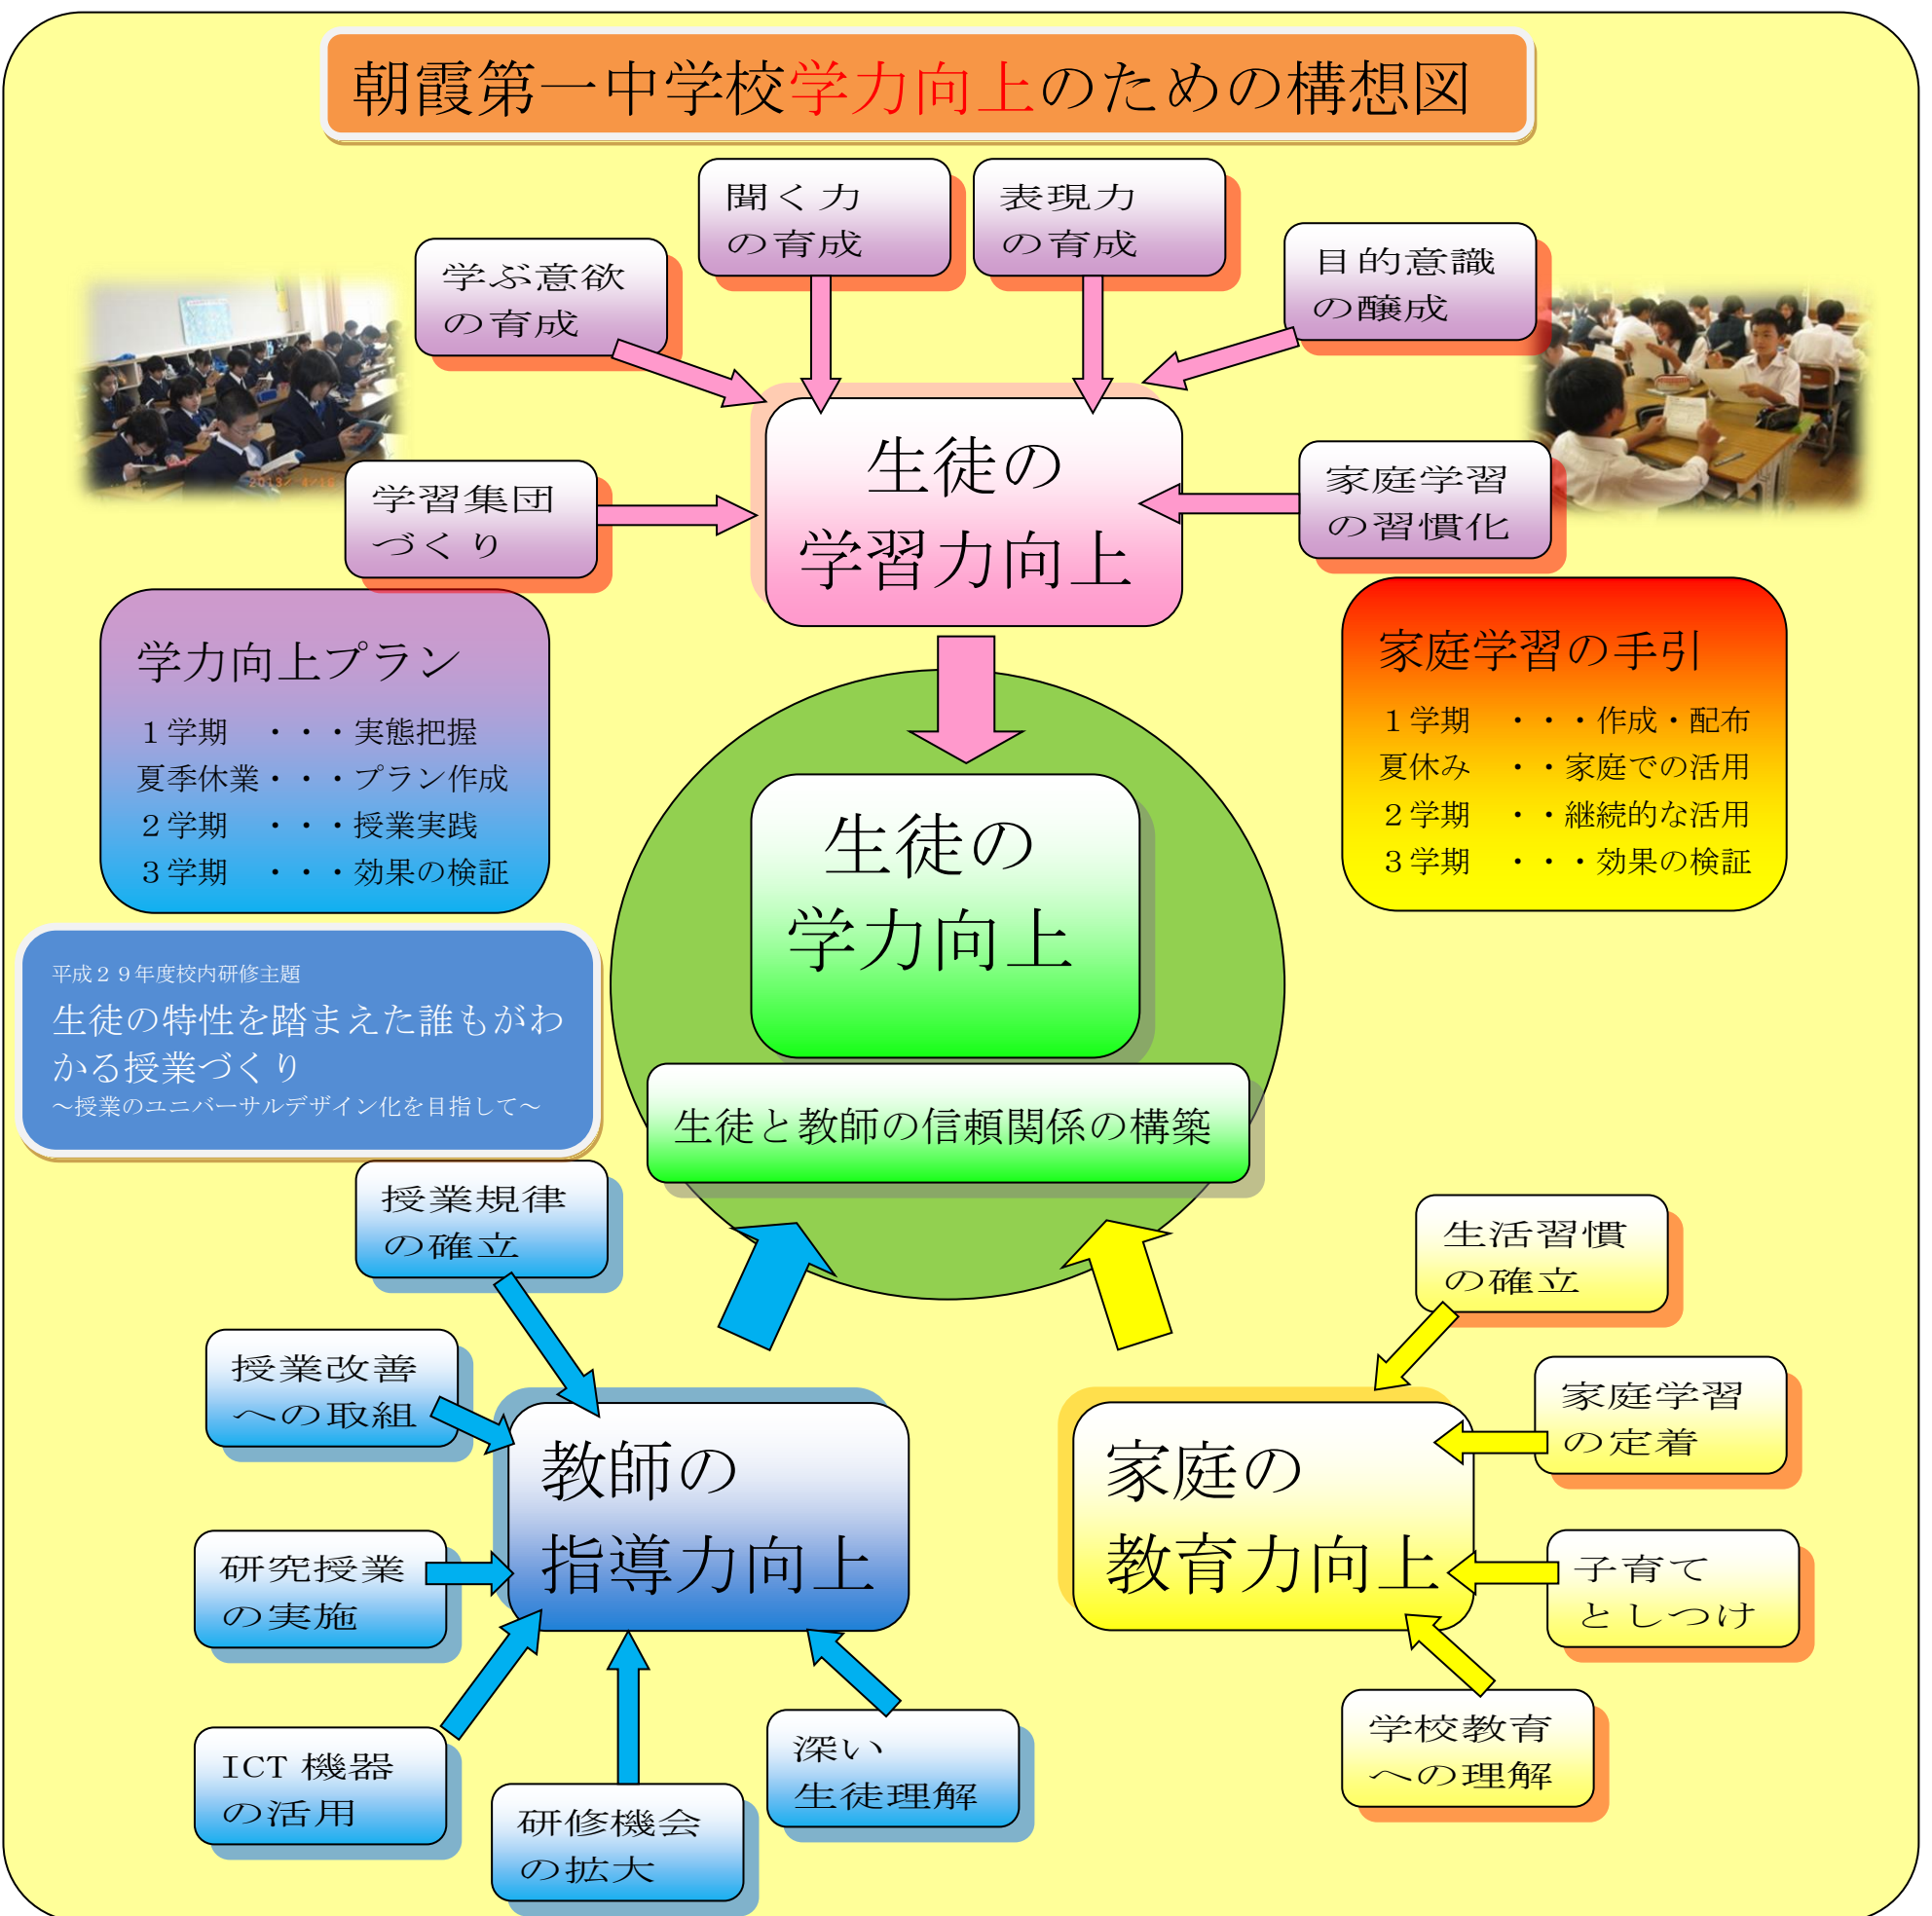 朝霞第一中学校学力向上のための構想図
聞く力
の育成
表現力
の育成
学ぶ意欲
の育成
目的意識
の醸成
学習集団
づくり
家庭学習
の習慣化
生徒の
学習力向上
学力向上プラン
１学期　・・・実態把握
夏季休業・・・プラン作成
２学期　・・・授業実践
３学期　・・・効果の検証
家庭学習の手引
１学期　・・・作成・配布
夏休み　・・家庭での活用
２学期　・・継続的な活用
３学期　・・・効果の検証
生徒の
学力向上
生徒と教師の信頼関係の構築
平成２９年度校内研修主題
生徒の特性を踏まえた誰もがわ
かる授業づくり
～授業のユニバーサルデザイン化を目指して～
授業規律
の確立
授業改善
への取組
研究授業
の実施
ICT 機器
の活用
研修機会
の拡大
深い
生徒理解
教師の
指導力向上
家庭の
教育力向上
生活習慣
の確立
家庭学習
の定着
子育て
としつけ
学校教育
への理解